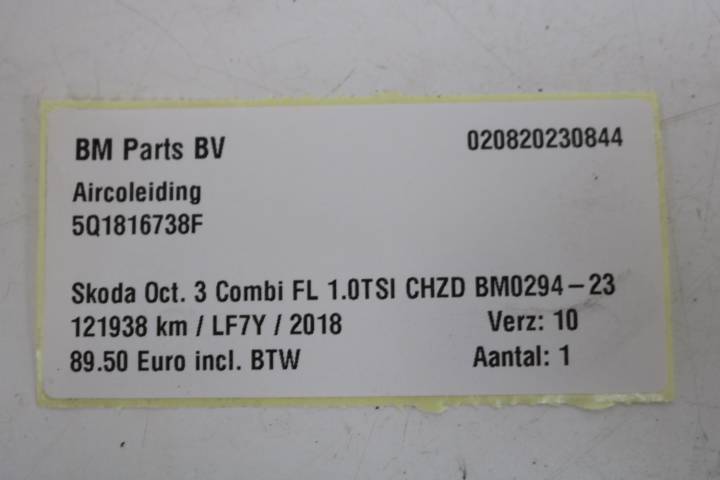 BM Parts BV 020820230844
Aircoleiding
5Q1816738F
Skoda Oct. 3 Combi FL 1.0TSI CHZD BM0294-23
121938 km / LF7Y / 2018 Verz: 10
89.50 Euro incl. BTW Aantal: 1